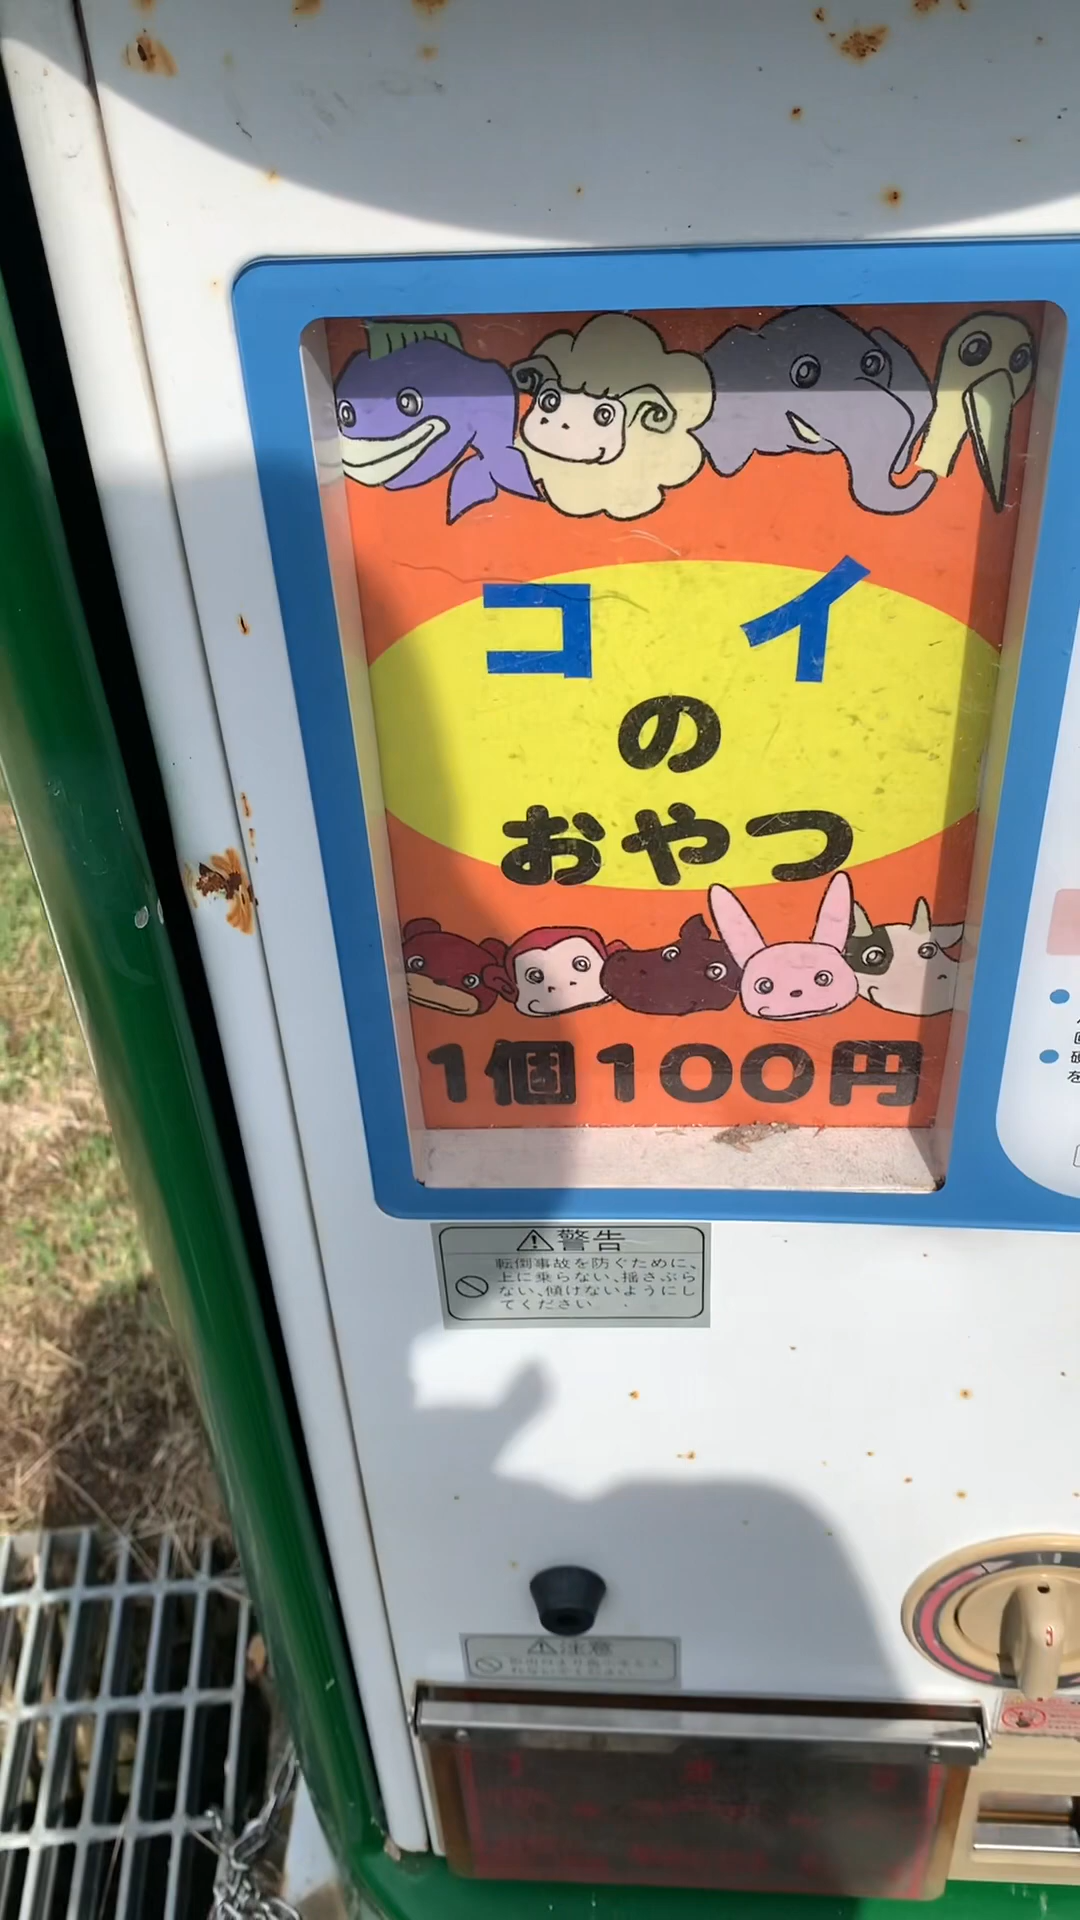 コイ
の
おやつ
1個100円
警告
転倒事故を防ぐために、
上に乗らない、揺さぶら
ない、傾けないようにし
てください
注意